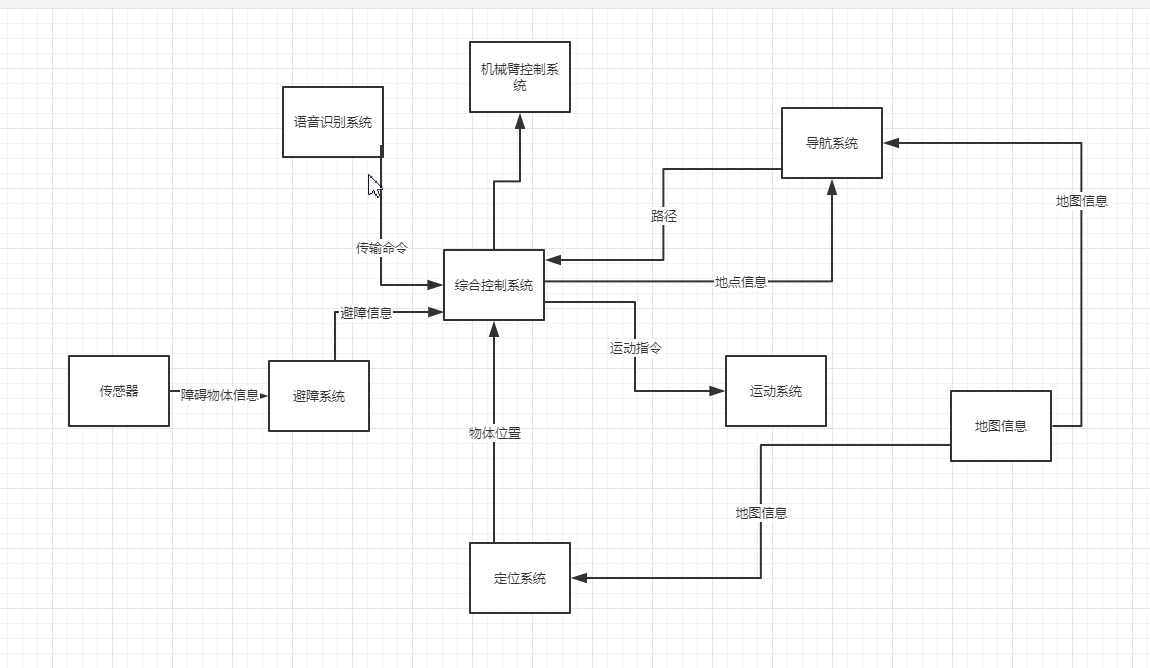 机械臂控制系
统
语音识别系统
导航系统
地图信息
路径
传输命令
综合控制系统
地点信息
避障信息
运动指令
传感器
障碍物体信息
避障系统
运动系统
地图信息
物体位置
地图信息
定位系统